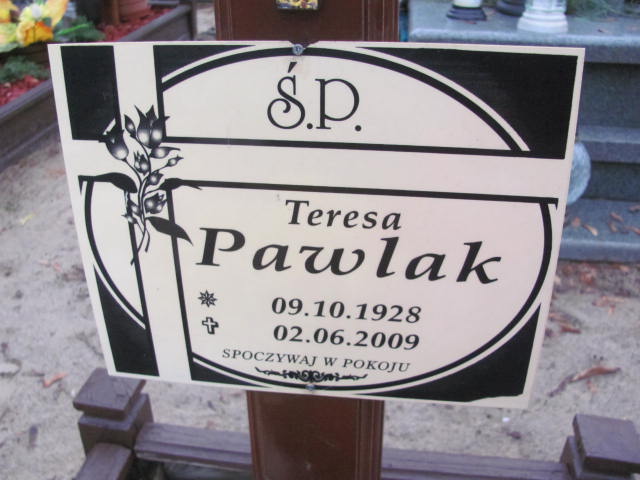 Ś.P.
Teresa
Pawlak
09.10.1928
02.06.2009
SPOCZYWAJ W POKOJU